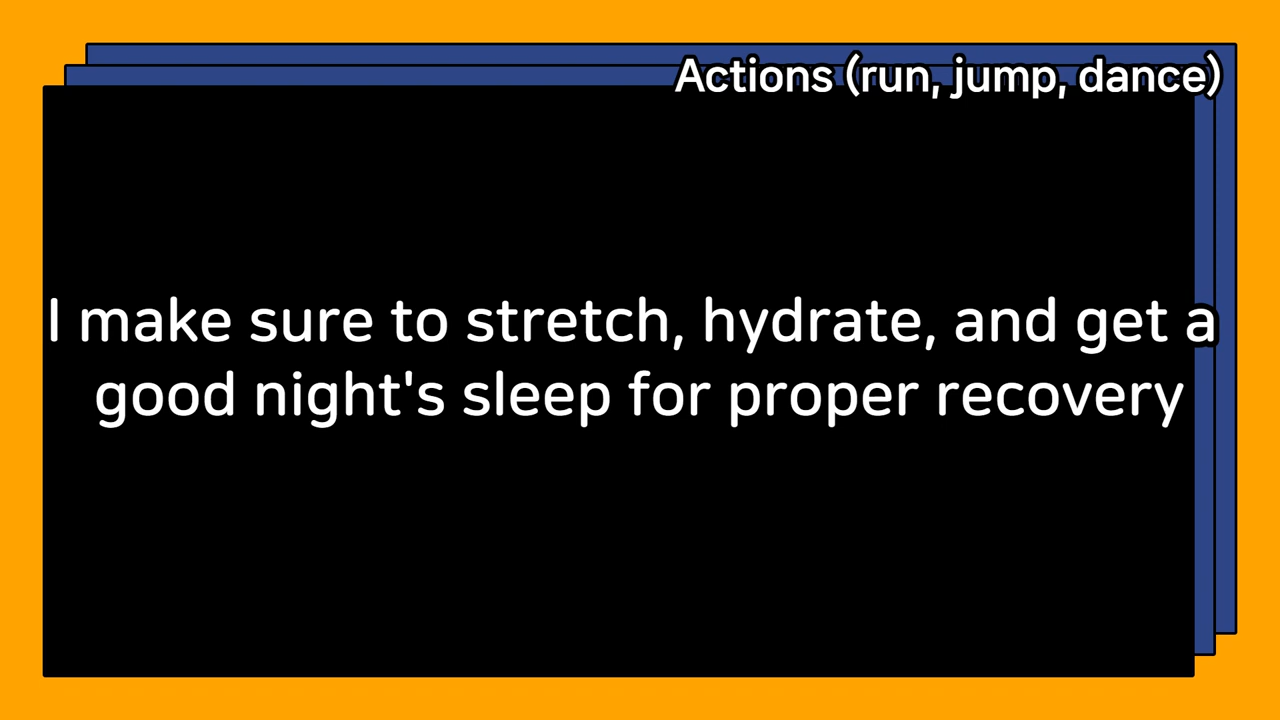 Actions (run, jump, dance)
I make sure to stretch, hydrate, and get a
good night's sleep for proper recovery